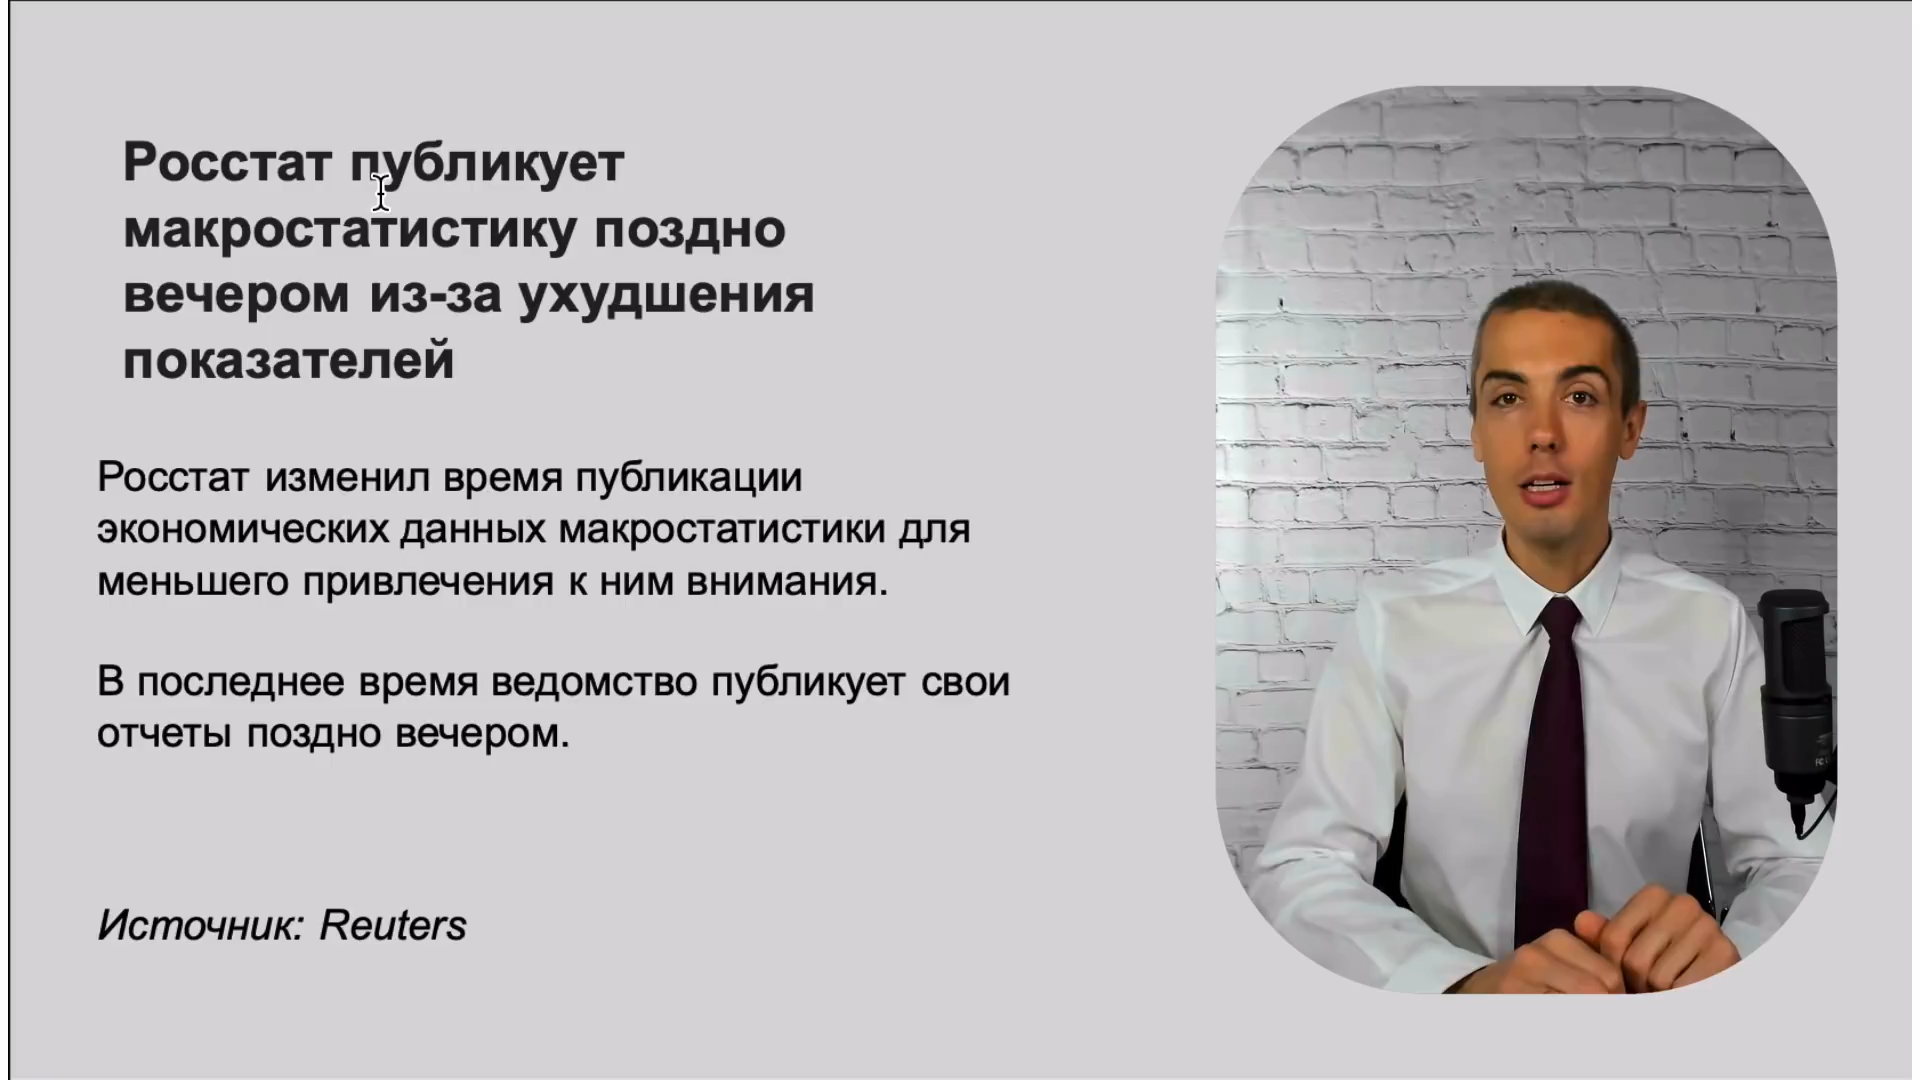 Росстат публикует
макростатистику поздно
вечером из-за ухудшения
показателей
Росстат изменил время публикации
экономических данных макростатистики для
меньшего привлечения к ним внимания.
В последнее время ведомство публикует свои
отчеты поздно вечером.
Источник: Reuters